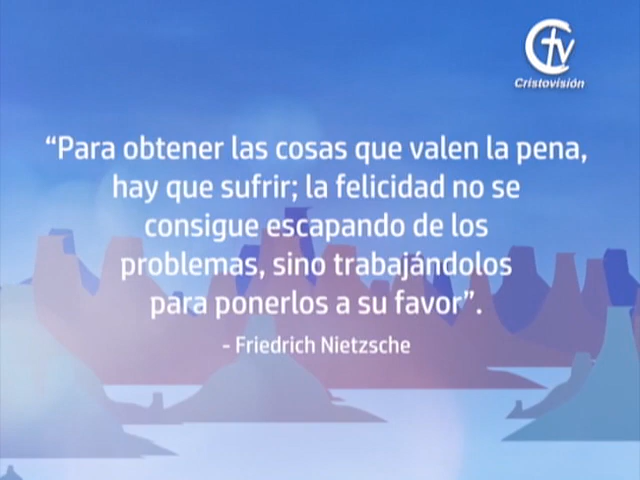 CTV
Cristovisión
“Para obtener las cosas que valen la pena,
hay que sufrir; la felicidad no se
consigue escapando de los
problemas, sino trabajándolos
para ponerlos a su favor”.
- Friedrich Nietzsche